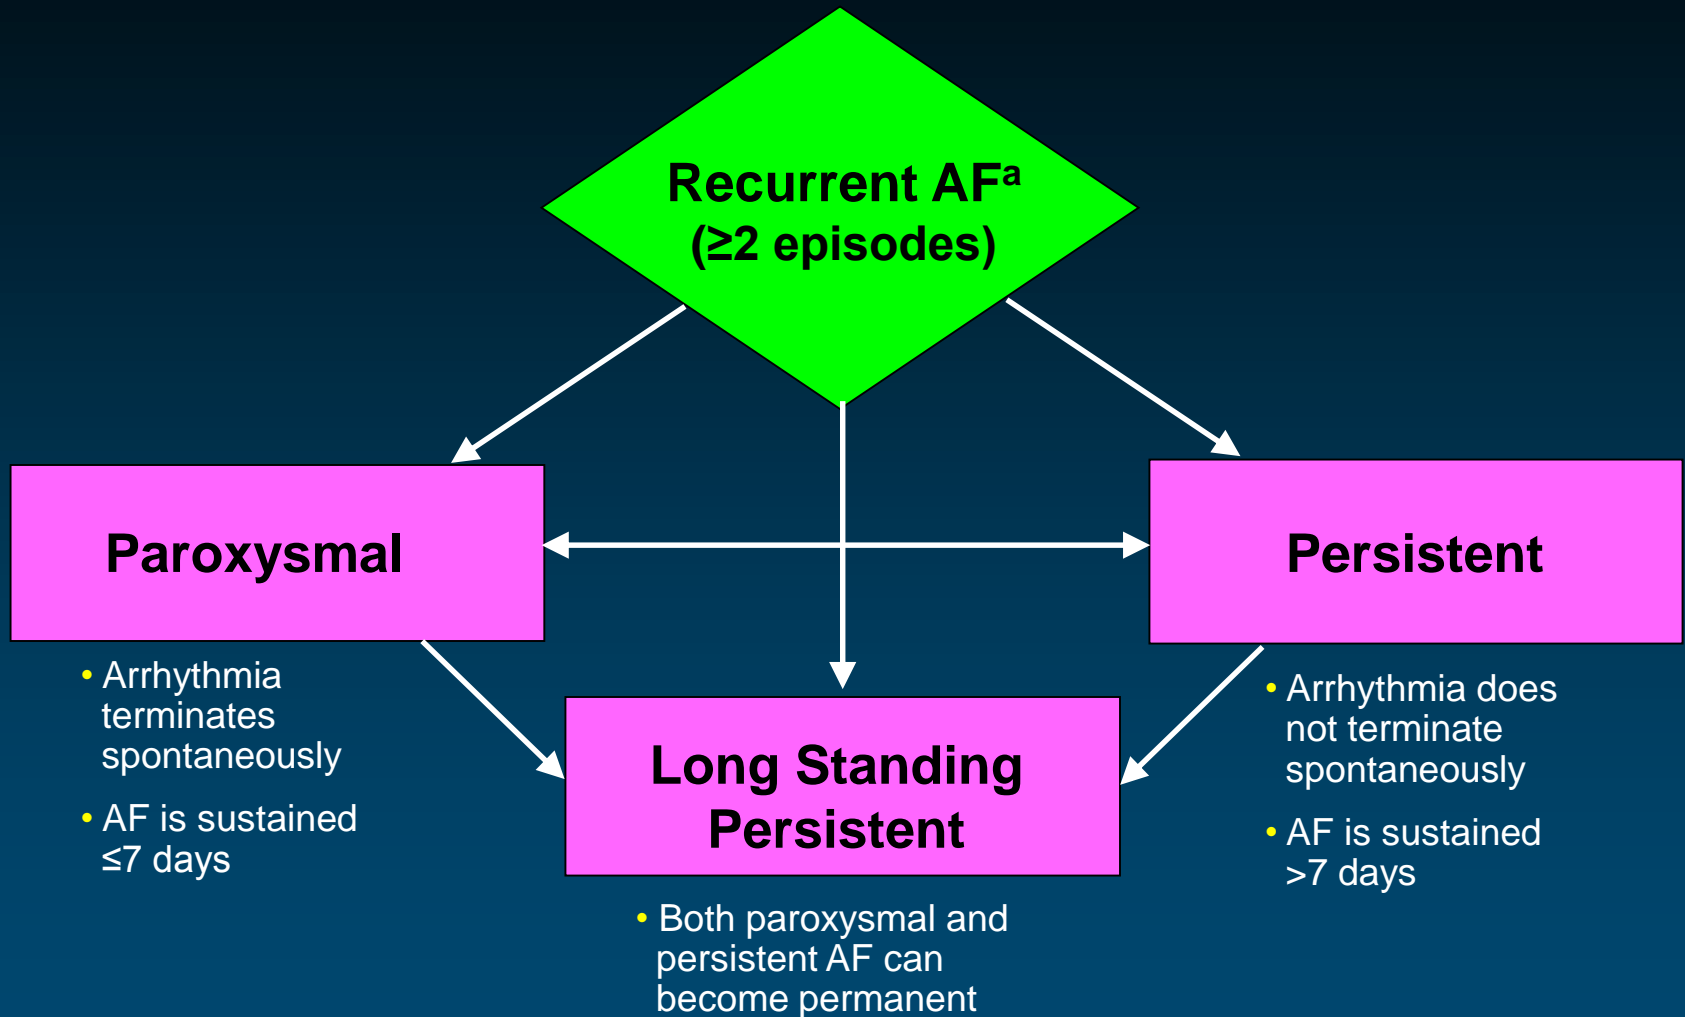 Recurrent AFa
(≥2 episodes)
Paroxysmal
Persistent
• Arrhythmia
terminates
spontaneously
• AF is sustained
≤7 days
Long Standing
Persistent
• Arrhythmia does
not terminate
spontaneously
• AF is sustained
>7 days
• Both paroxysmal and
persistent AF can
become permanent